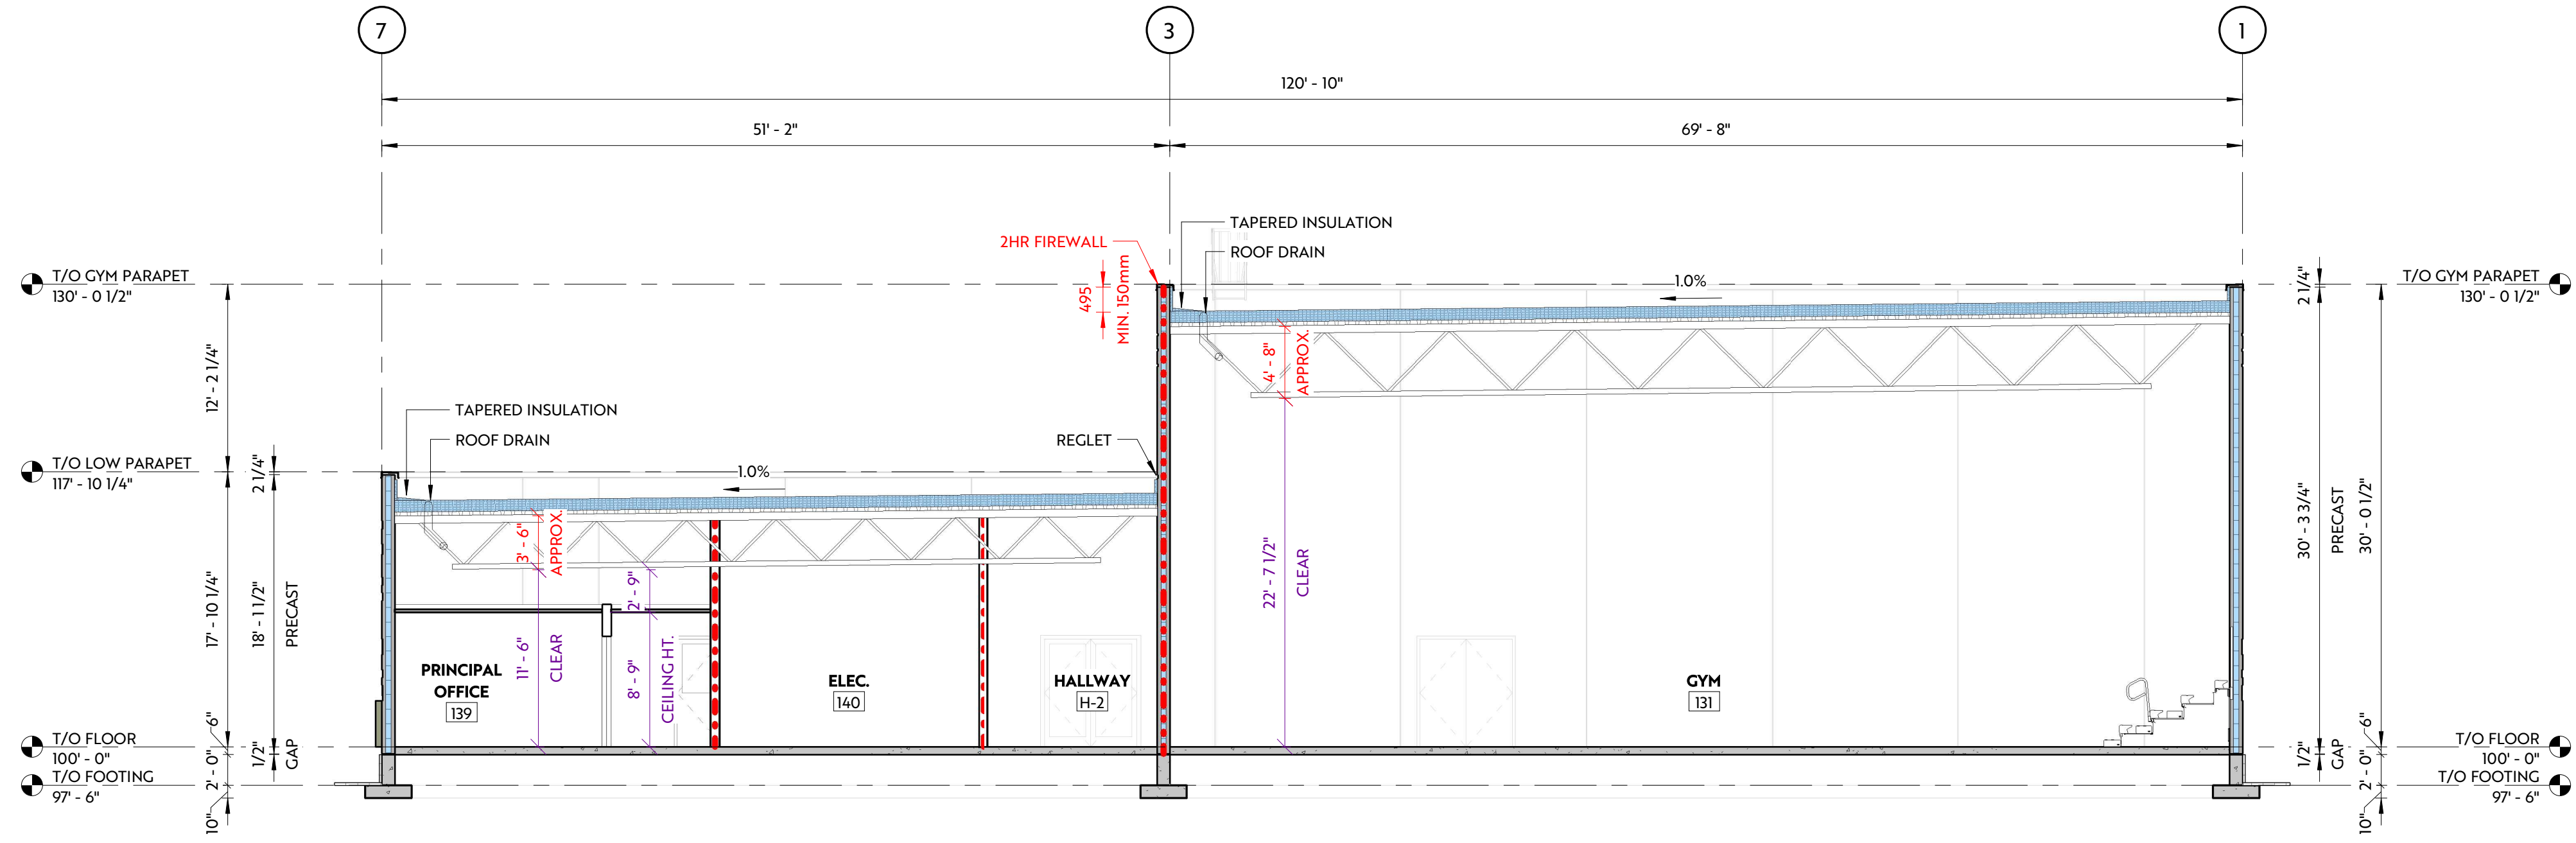 7
3
1
120' - 10"
51' - 2"
69' - 8"
TAPERED INSULATION
2HR FIREWALL
ROOF DRAIN
T/O GYM PARAPET
130' - 0 1/2"
495
MIN. 150mm
1.0%
2 1/4"
T/O GYM PARAPET
130' - 0 1/2"
12' - 2 1/4"
4' - 8"
APPROX.
TAPERED INSULATION
ROOF DRAIN
REGLET
T/O LOW PARAPET
117' - 10 1/4"
2 1/4"
1.0%
3' - 6"
APPROX.
17' - 10 1/4"
18' - 1 1/2"
PRECAST
11' - 6"
CLEAR
2' - 9"
8' - 9"
CEILING HT.
22' - 7 1/2"
CLEAR
30' - 3 3/4"
PRECAST
30' - 0 1/2"
PRINCIPAL
OFFICE
139
ELEC.
140
HALLWAY
H-2
GYM
131
T/O FLOOR
100' - 0"
T/O FOOTING
97' - 6"
6"
2' - 0"
10"
1/2"
GAP
1/2"
GAP
6"
2' - 0"
10"
T/O FLOOR
100' - 0"
T/O FOOTING
97' - 6"